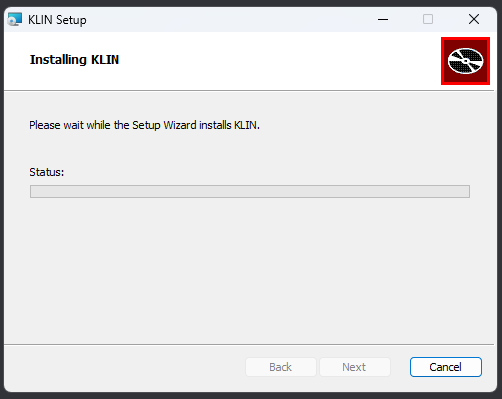 KLIN Setup
Installing KLIN
Please wait while the Setup Wizard installs KLIN.
Status:
Back
Next
Cancel